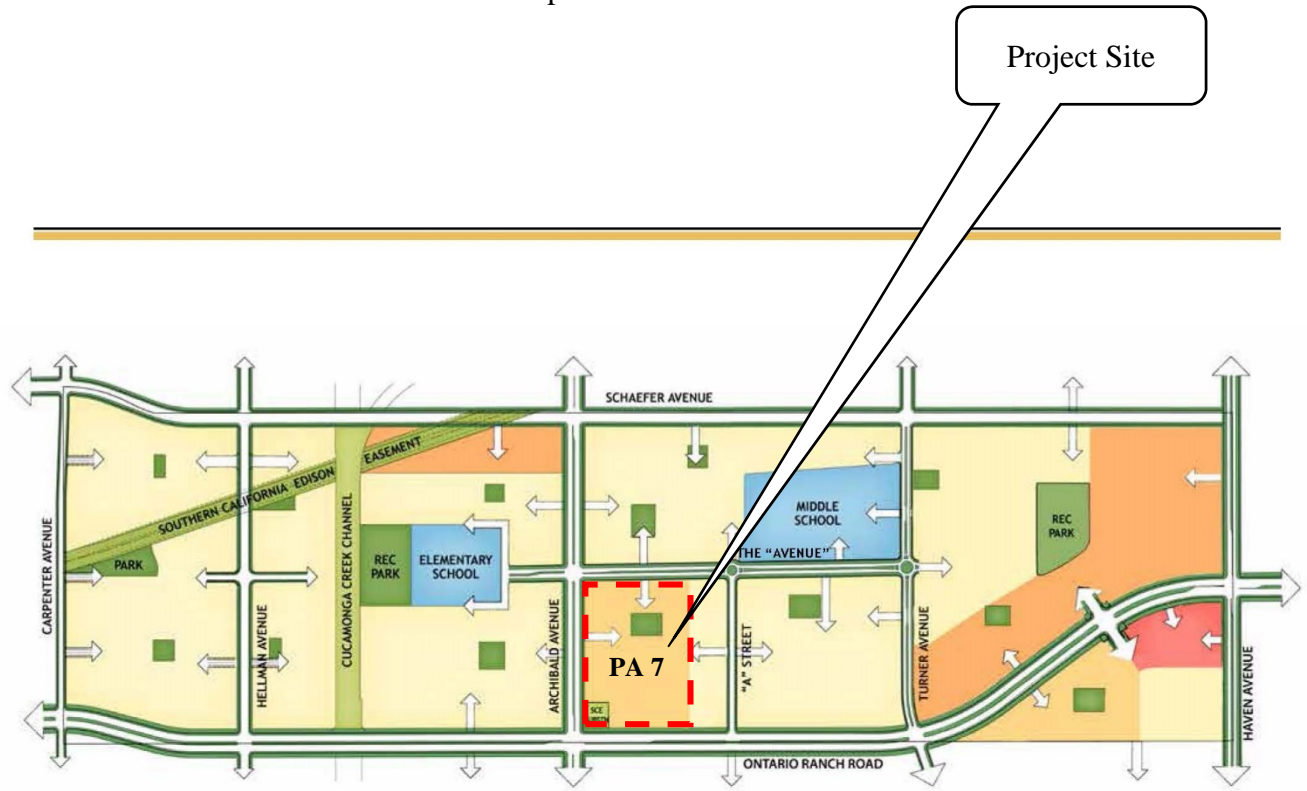 Project Site
SCHAEFER AVENUE
SOUTHERN CALIFORNIA EDISON EASEMENT
CARPENTER AVENUE
PARK
HELLMAN AVENUE
CUCAMONGA CREEK CHANNEL
REC
PARK
ELEMENTARY
SCHOOL
ARCHIBALD AVENUE
MIDDLE
SCHOOL
THE "AVENUE"
PA 7
SCE
"A" STREET
TURNER AVENUE
REC
PARK
HAVEN AVENUE
ONTARIO RANCH ROAD